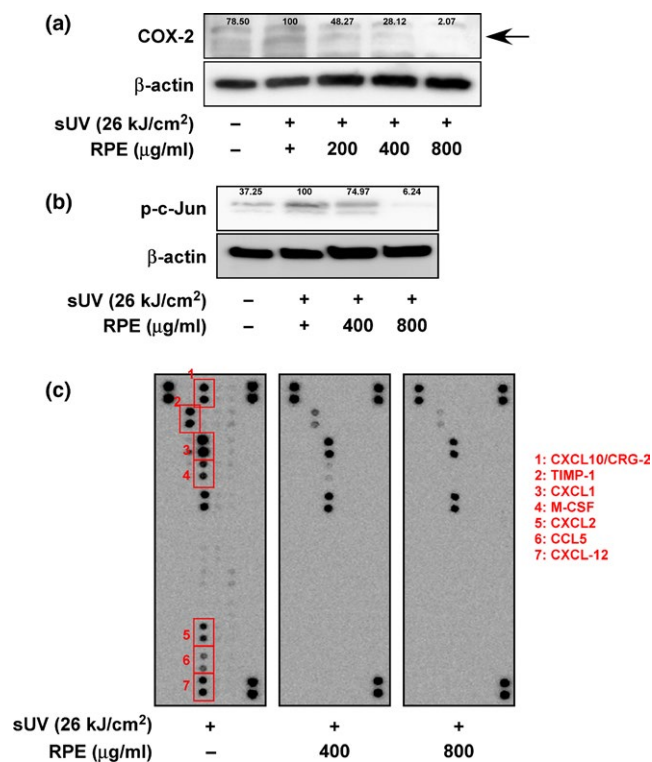 (a)
78.50 100 48.27 28.12 2.07
COX-2
β-actin
sUV (26 kJ/cm²) – + + + +
RPE (μg/ml) – + 200 400 800
(b)
37.25 100 74.97 6.24
p-c-Jun
β-actin
sUV (26 kJ/cm²) – + + +
RPE (μg/ml) – + 400 800
(c)
1
2
3
4
5
6
7
1: CXCL10/CRG-2
2: TIMP-1
3: CXCL1
4: M-CSF
5: CXCL2
6: CCL5
7: CXCL-12
sUV (26 kJ/cm²) + + +
RPE (μg/ml) – 400 800